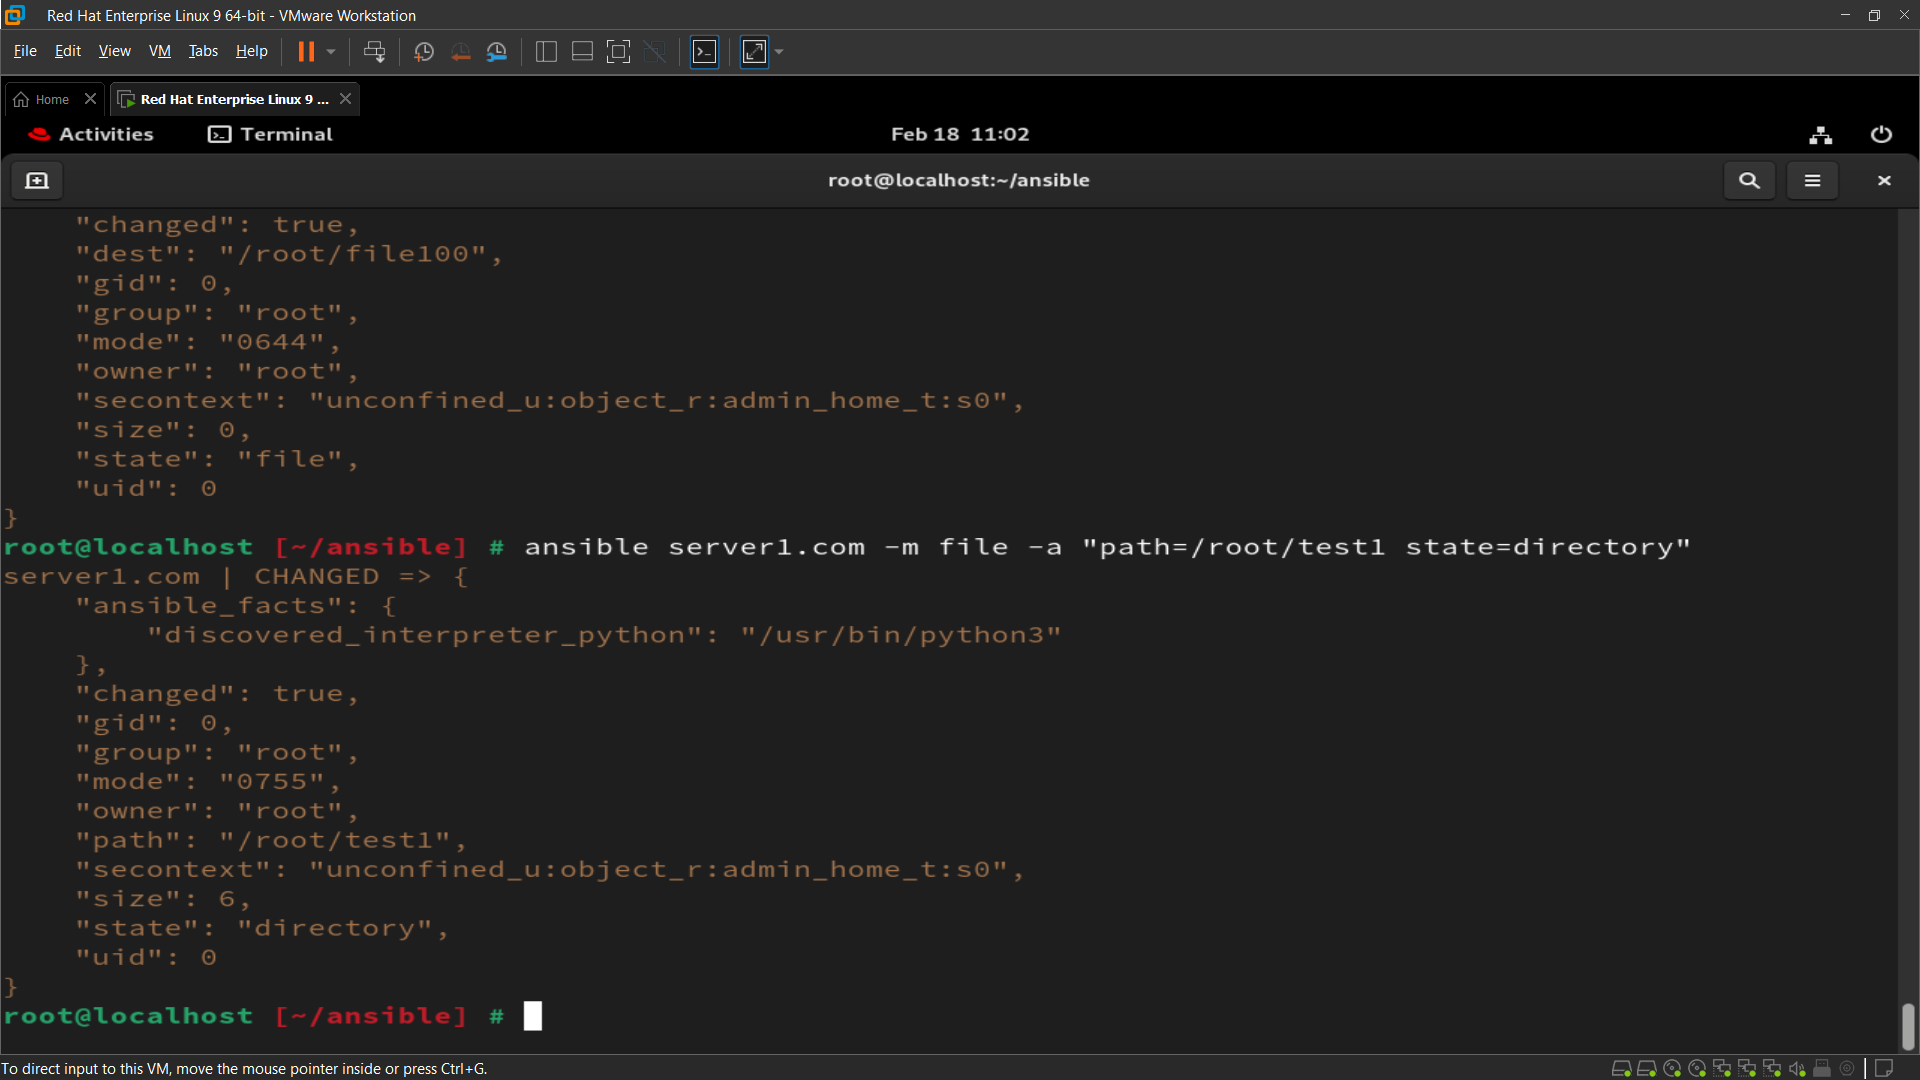 Red Hat Enterprise Linux 9 64-bit - VMware Workstation
File Edit View VM Tabs Help
Home Red Hat Enterprise Linux 9 ...
Activities Terminal Feb 18 11:02
root@localhost:~/ansible
"changed": true,
"dest": "/root/file100",
"gid": 0,
"group": "root",
"mode": "0644",
"owner": "root",
"secontext": "unconfined_u:object_r:admin_home_t:s0",
"size": 0,
"state": "file",
"uid": 0
}
root@localhost [~/ansible] # ansible server1.com -m file -a "path=/root/test1 state=directory"
server1.com | CHANGED => {
"ansible_facts": {
"discovered_interpreter_python": "/usr/bin/python3"
},
"changed": true,
"gid": 0,
"group": "root",
"mode": "0755",
"owner": "root",
"path": "/root/test1",
"secontext": "unconfined_u:object_r:admin_home_t:s0",
"size": 6,
"state": "directory",
"uid": 0
}
root@localhost [~/ansible] #
To direct input to this VM, move the mouse pointer inside or press Ctrl+G.